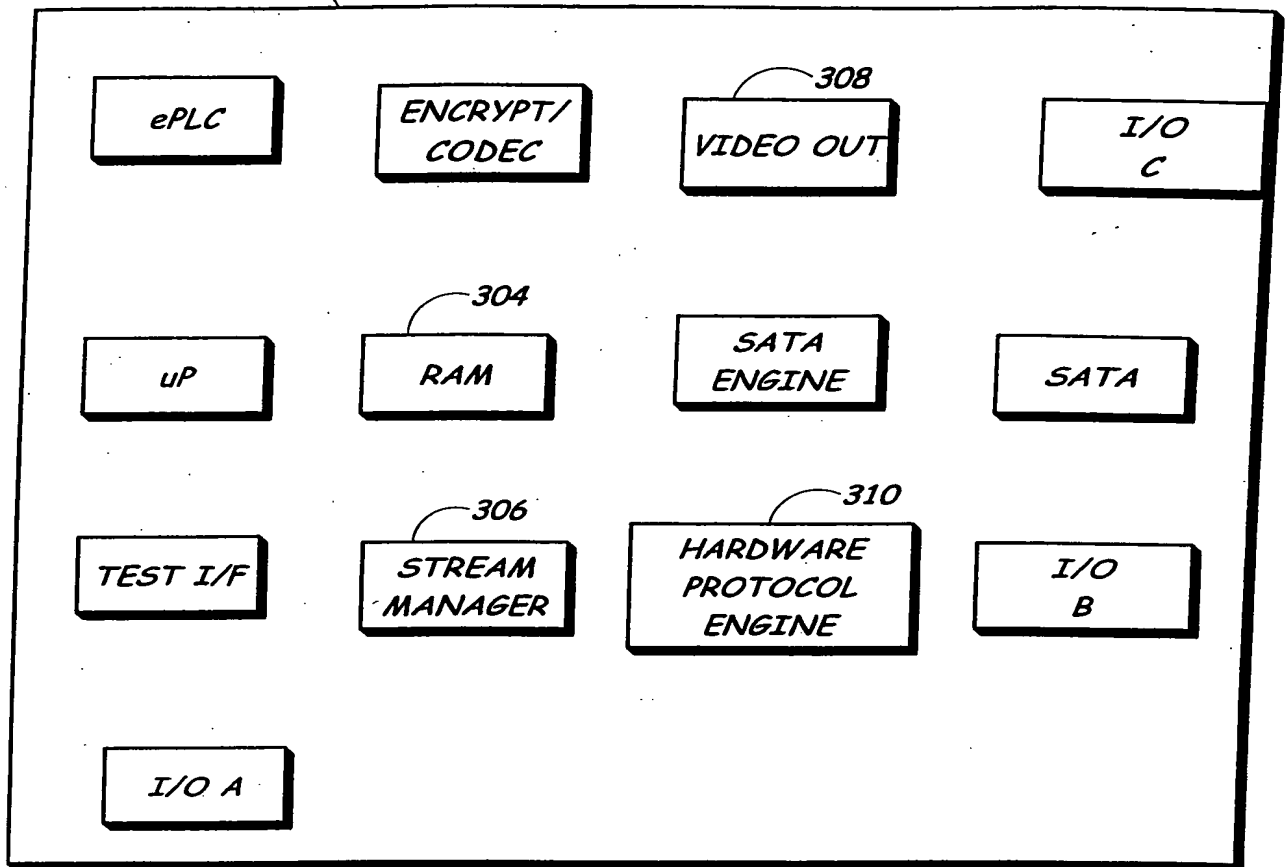 308
ePLC
ENCRYPT/
CODEC
VIDEO OUT
I/O
C
304
uP
RAM
SATA
ENGINE
SATA
306
310
TEST I/F
STREAM
MANAGER
HARDWARE
PROTOCOL
ENGINE
I/O
B
I/O A